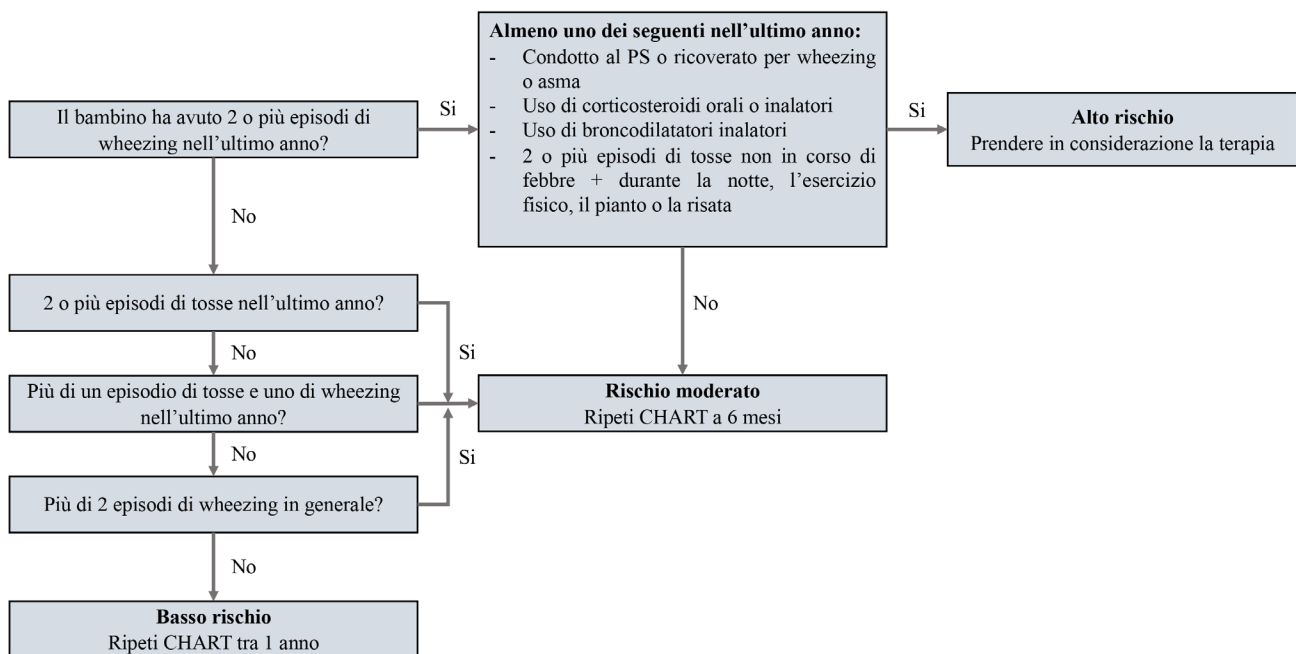 Il bambino ha avuto 2 o più episodi di
wheezing nell’ultimo anno?
Si
Almeno uno dei seguenti nell’ultimo anno:
- Condotto al PS o ricoverato per wheezing
o asma
- Uso di corticosteroidi orali o inalatori
- Uso di broncodilatatori inalatori
- 2 o più episodi di tosse non in corso di
febbre + durante la notte, l’esercizio
fisico, il pianto o la risata
Si
Alto rischio
Prendere in considerazione la terapia
No
2 o più episodi di tosse nell’ultimo anno?
No
Si
No
Più di un episodio di tosse e uno di wheezing
nell’ultimo anno?
Rischio moderato
Ripeti CHART a 6 mesi
No
Si
Più di 2 episodi di wheezing in generale?
No
Basso rischio
Ripeti CHART tra 1 anno